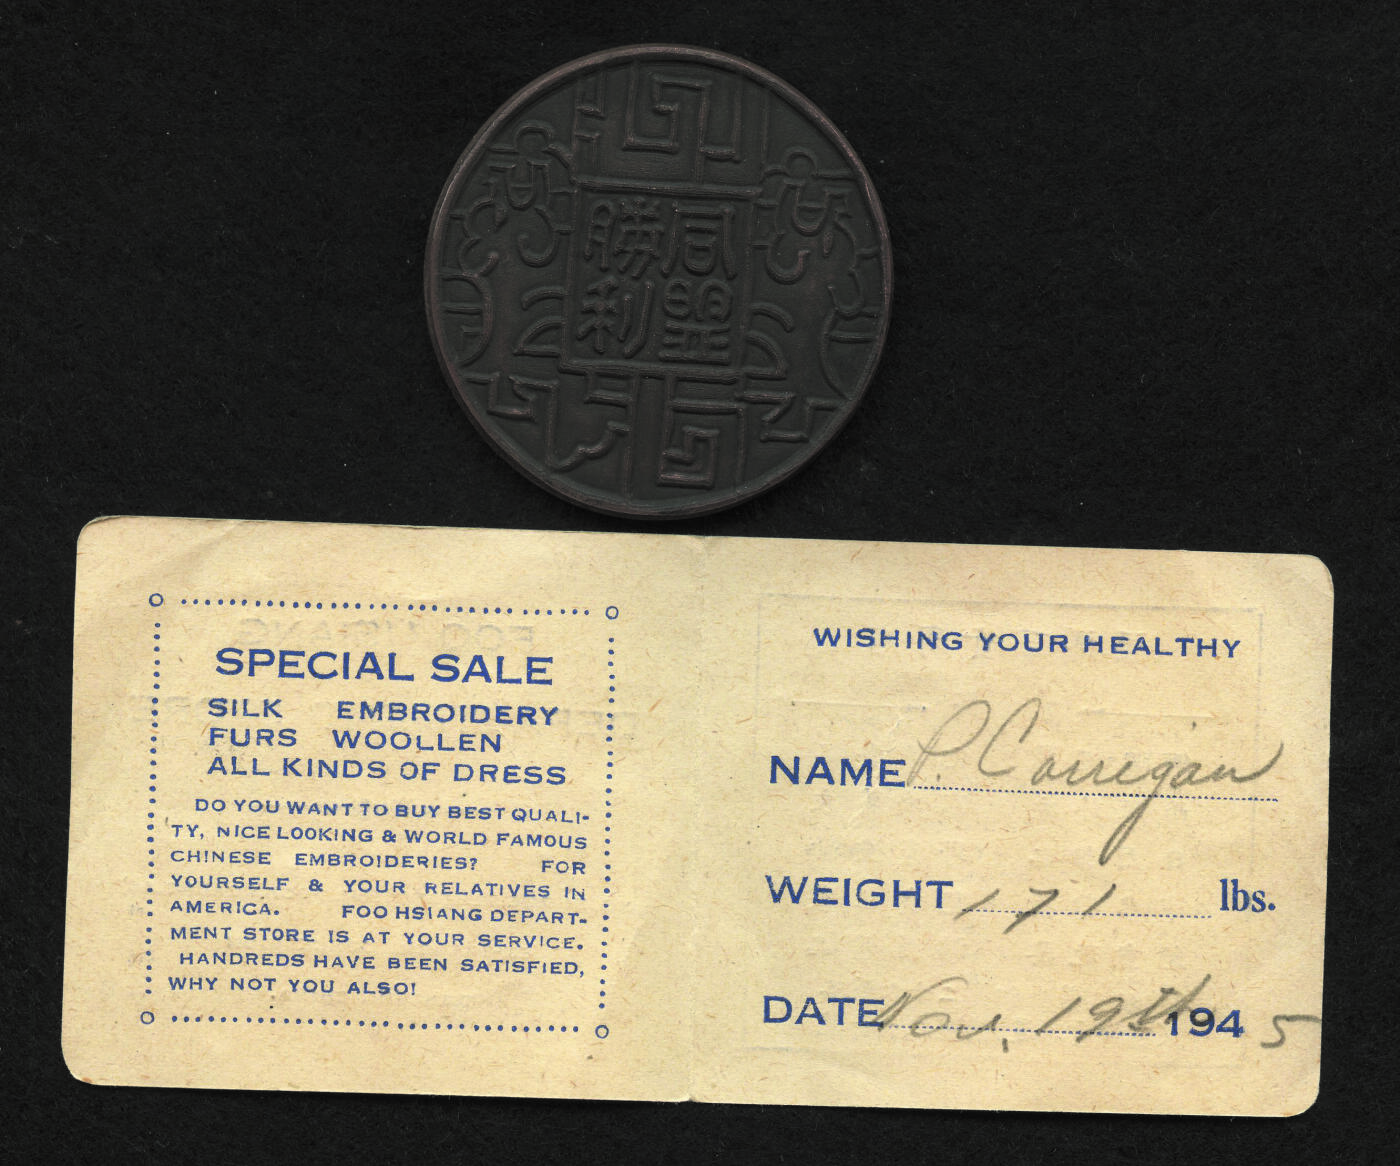 同盟
勝利
SPECIAL SALE
SILK EMBROIDERY
FURS WOOLLEN
ALL KINDS OF DRESS
DO YOU WANT TO BUY BEST QUALI-
TY, NICE LOOKING & WORLD FAMOUS
CHINESE EMBROIDERIES? FOR
YOURSELF & YOUR RELATIVES IN
AMERICA. FOO HSIANG DEPART-
MENT STORE IS AT YOUR SERVICE.
HANDREDS HAVE BEEN SATISFIED,
WHY NOT YOU ALSO!
WISHING YOUR HEALTHY
NAME P. Corrigan
WEIGHT 171 lbs.
DATE Nov. 19th 1945